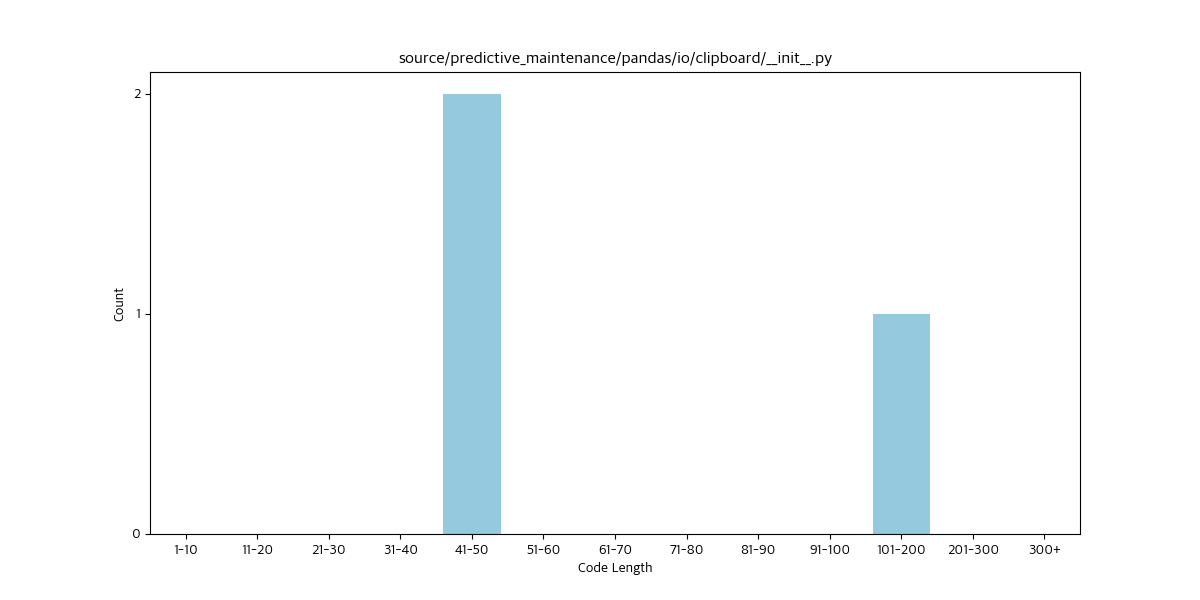 source/predictive_maintenance/pandas/io/clipboard/__init__.py
2
1
0
Count
1-10 11-20 21-30 31-40 41-50 51-60 61-70 71-80 81-90 91-100 101-200 201-300 300+
Code Length